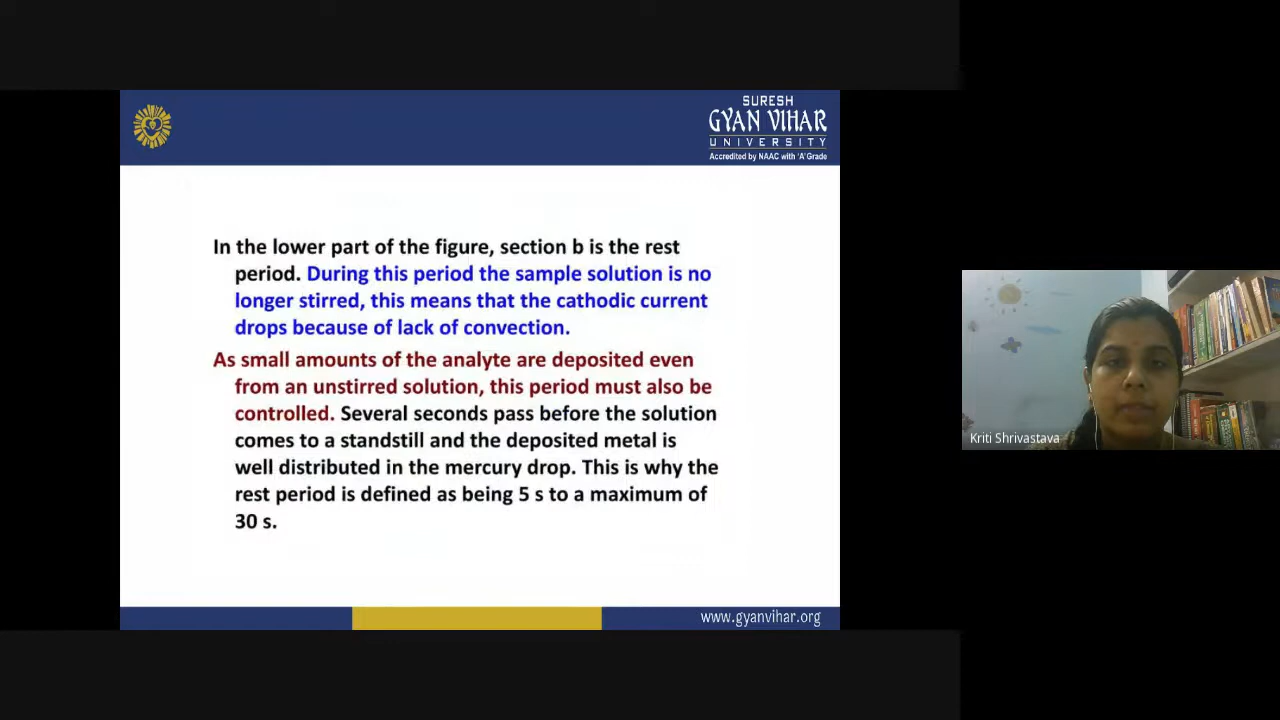 SURESH
GYAN VIHAR
UNIVERSITY
Accredited by NAAC with 'A' Grade
In the lower part of the figure, section b is the rest
period. During this period the sample solution is no
longer stirred, this means that the cathodic current
drops because of lack of convection.
As small amounts of the analyte are deposited even
from an unstirred solution, this period must also be
controlled. Several seconds pass before the solution
comes to a standstill and the deposited metal is
well distributed in the mercury drop. This is why the
rest period is defined as being 5 s to a maximum of
30 s.
www.gyanvihar.org
Kriti Shrivastava